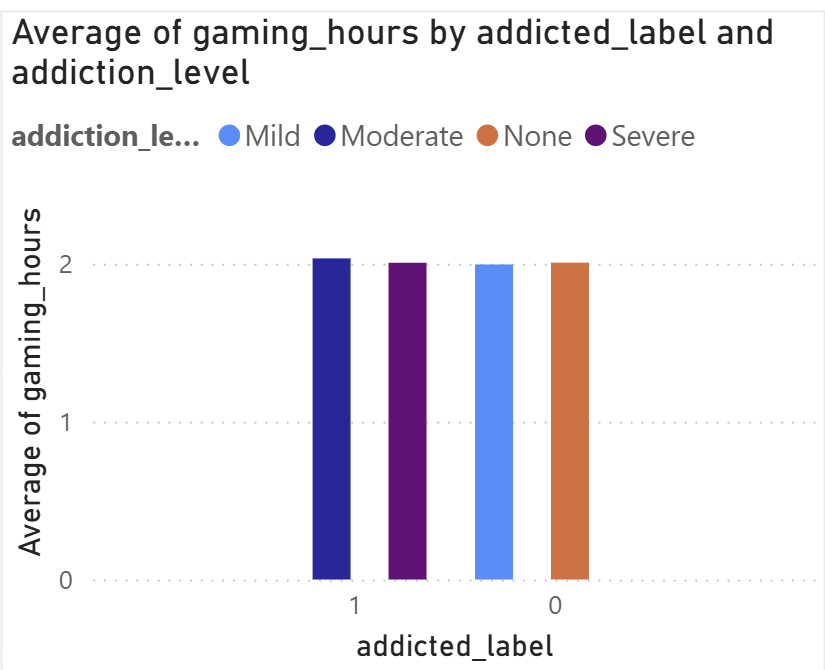 Average of gaming_hours by addicted_label and
addiction_level
addiction_le... Mild Moderate None Severe
Average of gaming_hours
2
1
0
1 0
addicted_label